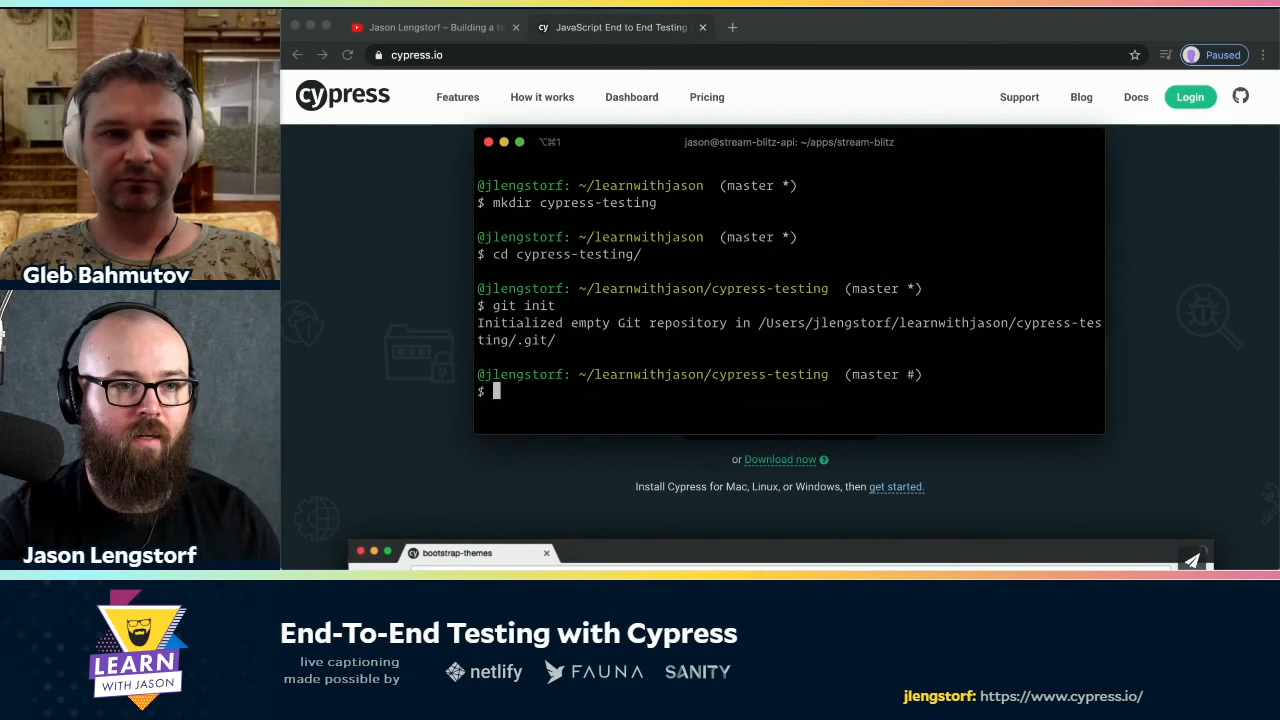 Jason Lengstorf – Building a ta
JavaScript End to End Testing
cypress.io
Paused
cypress
Features
How it works
Dashboard
Pricing
Support
Blog
Docs
Login
⌥⌘1
jason@stream-blitz-api: ~/apps/stream-blitz
@jlengstorf: ~/learnwithjason (master *)
$ mkdir cypress-testing
@jlengstorf: ~/learnwithjason (master *)
$ cd cypress-testing/
@jlengstorf: ~/learnwithjason/cypress-testing (master *)
$ git init
Initialized empty Git repository in /Users/jlengstorf/learnwithjason/cypress-tes
ting/.git/
@jlengstorf: ~/learnwithjason/cypress-testing (master #)
$
or Download now ?
Install Cypress for Mac, Linux, or Windows, then get started.
cy bootstrap-themes
Gleb Bahmutov
Jason Lengstorf
LEARN
WITH JASON
End-To-End Testing with Cypress
live captioning
made possible by
netlify
FAUNA
SANITY
jlengstorf: https://www.cypress.io/